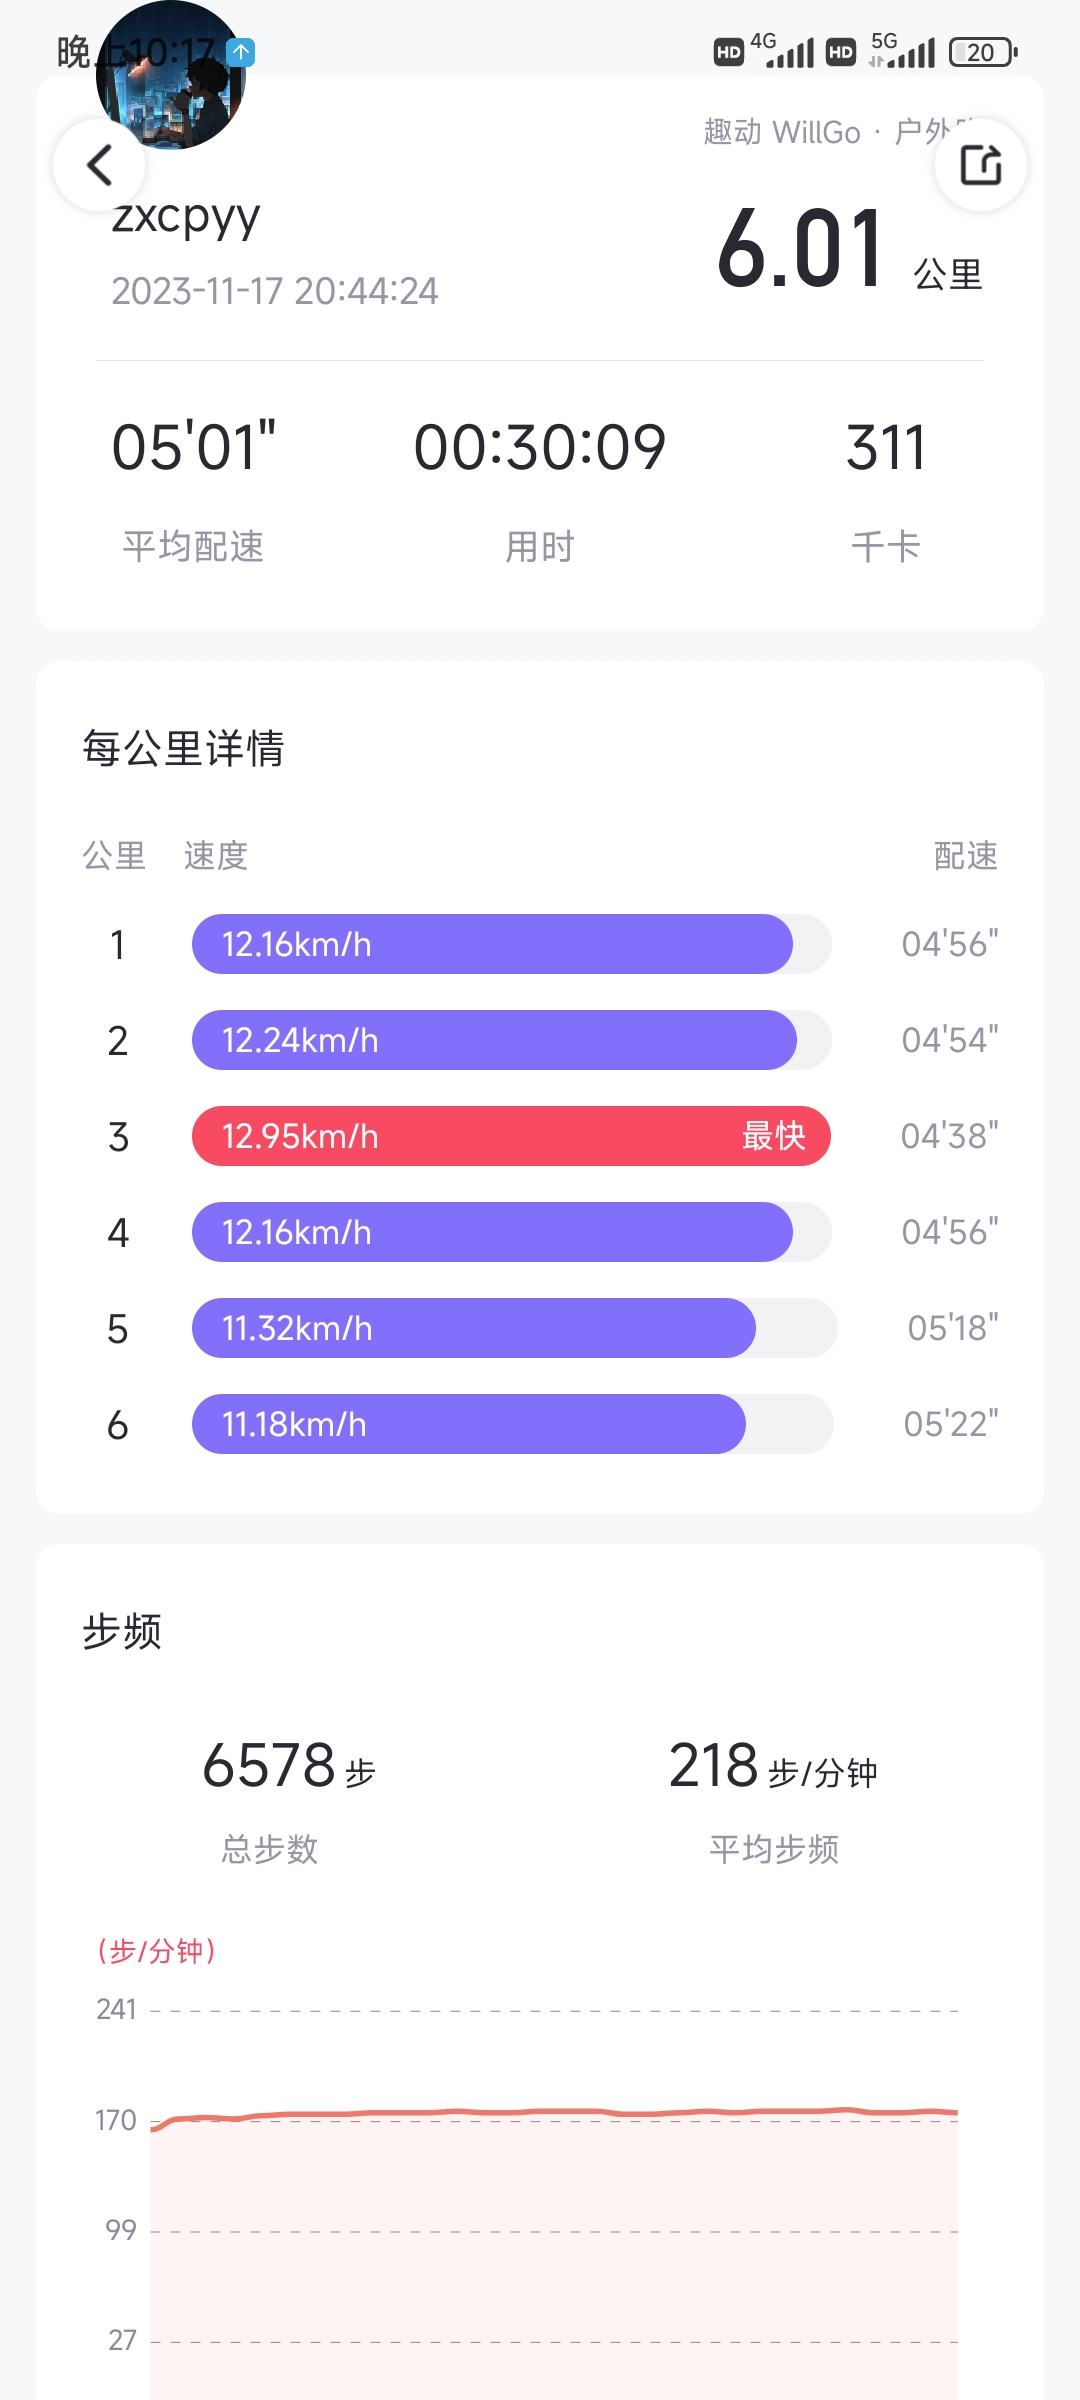 晚上10:17
HD 4G HD 5G 20
趣动 WillGo · 户外
zxcpyy
2023-11-17 20:44:24
6.01 公里
05'01" 00:30:09 311
平均配速 用时 千卡
每公里详情
公里 速度 配速
1 12.16km/h 04'56"
2 12.24km/h 04'54"
3 12.95km/h 最快 04'38"
4 12.16km/h 04'56"
5 11.32km/h 05'18"
6 11.18km/h 05'22"
步频
6578 步 218 步/分钟
总步数 平均步频
(步/分钟)
241
170
99
27